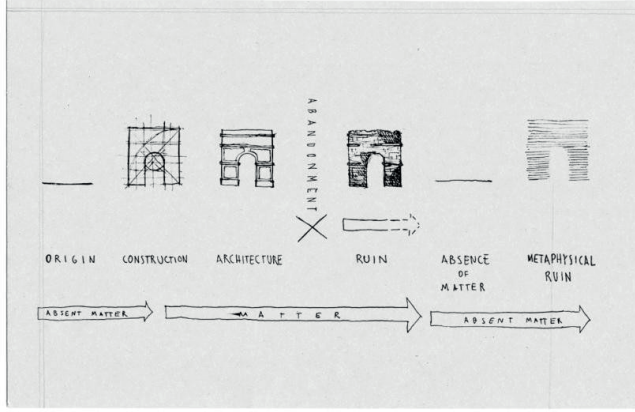 ABANDONMENT
ORIGIN
CONSTRUCTION
ARCHITECTURE
RUIN
ABSENCE
OF
MATTER
METAPHYSICAL
RUIN
ABSENT MATTER
MATTER
ABSENT MATTER